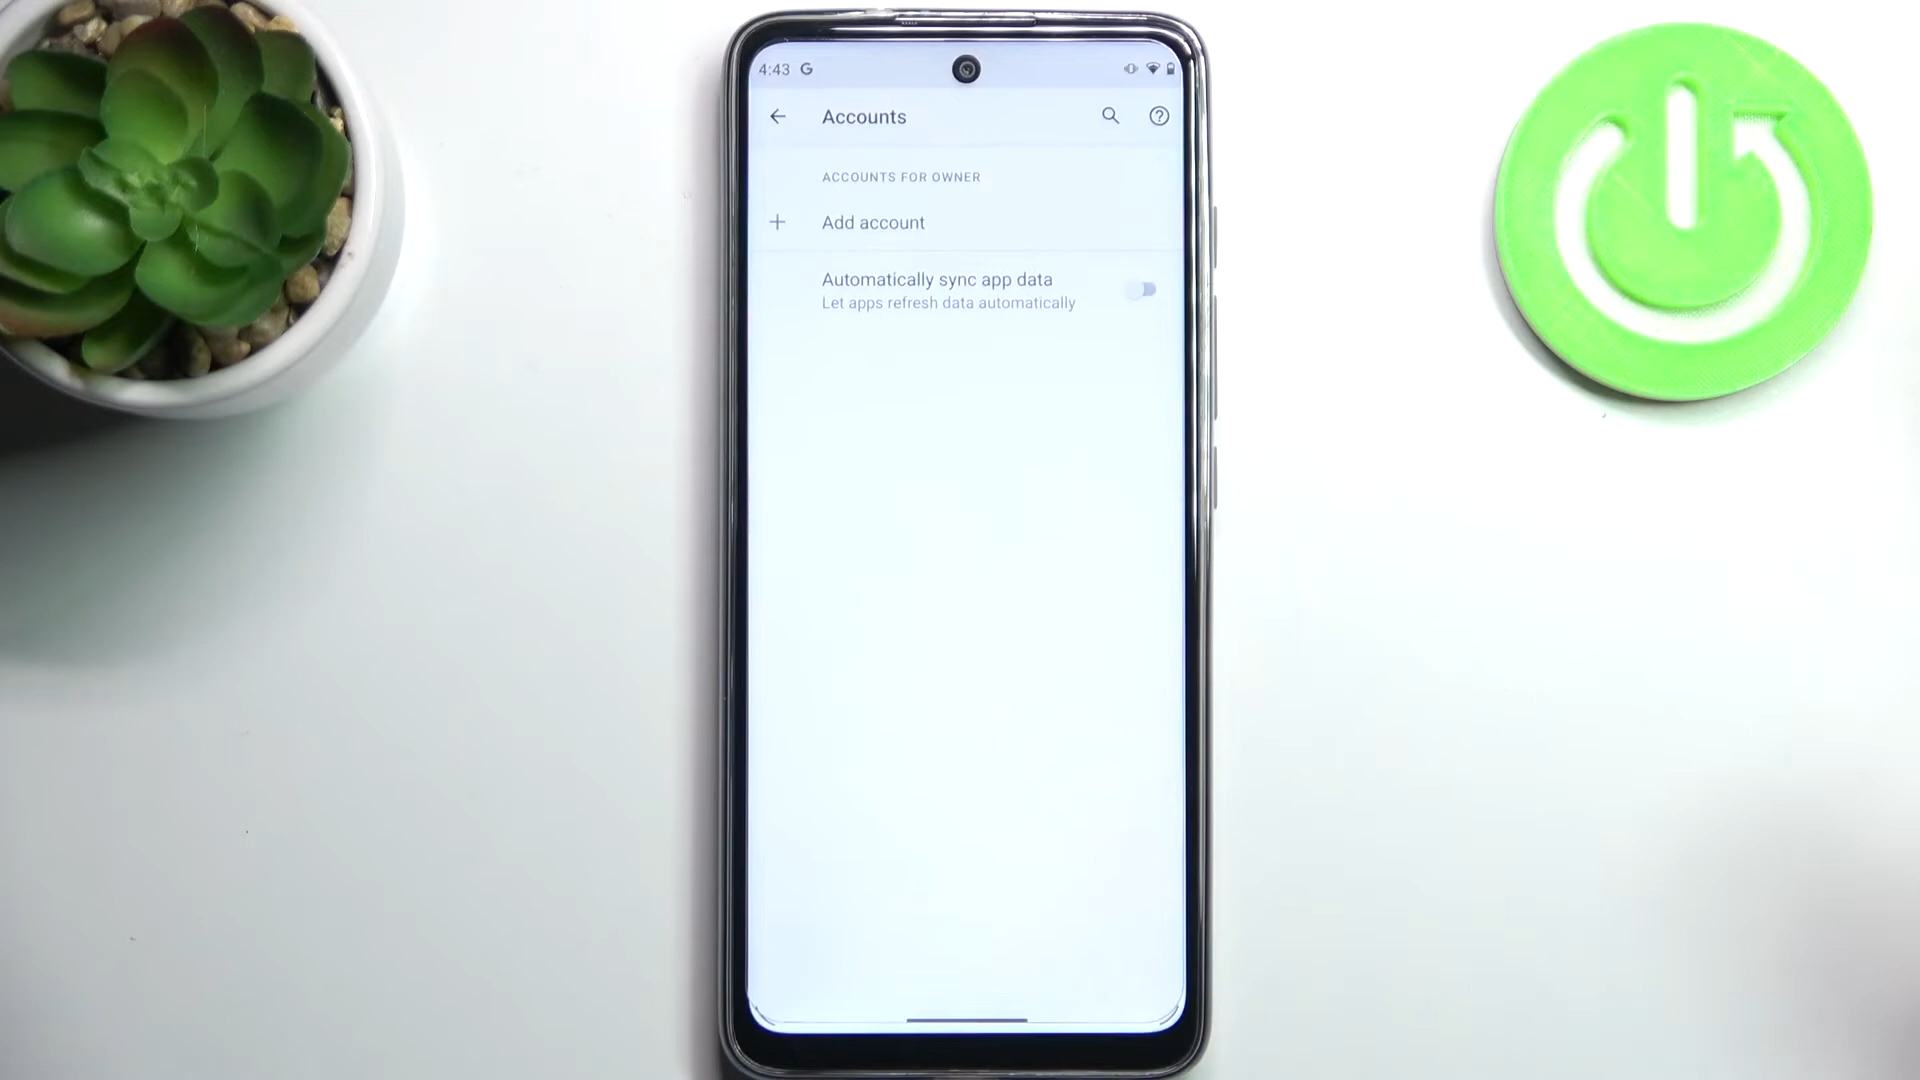 4:43 G
Accounts
ACCOUNTS FOR OWNER
Add account
Automatically sync app data
Let apps refresh data automatically